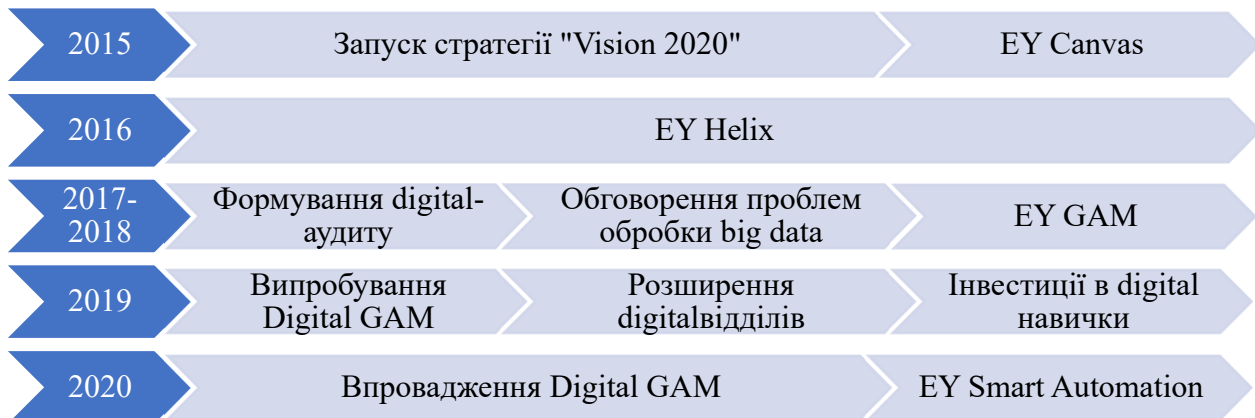 2015
Запуск стратегії "Vision 2020"
EY Canvas
2016
EY Helix
2017-
2018
Формування digital-
аудиту
Обговорення проблем
обробки big data
EY GAM
2019
Випробування
Digital GAM
Розширення
digitalвідділів
Інвестиції в digital
навички
2020
Впровадження Digital GAM
EY Smart Automation